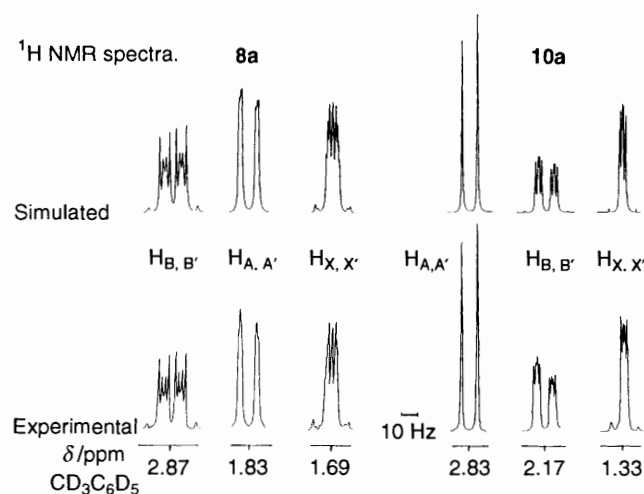 ¹H NMR spectra. 8a 10a
Simulated
H_B, B′ H_A, A′ H_X, X′ H_A,A′ H_B, B′ H_X, X′
Experimental 10 Hz
δ/ppm 2.87 1.83 1.69 2.83 2.17 1.33
CD₃C₆D₅